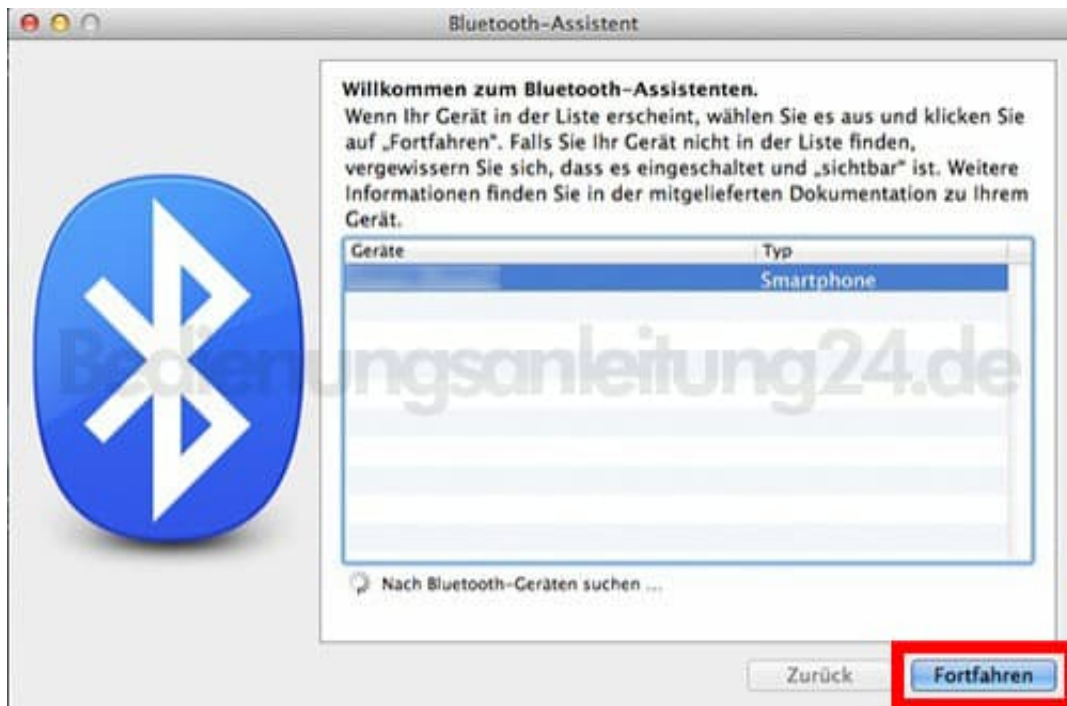 Bluetooth-Assistent
Willkommen zum Bluetooth-Assistenten.
Wenn Ihr Gerät in der Liste erscheint, wählen Sie es aus und klicken Sie
auf „Fortfahren“. Falls Sie Ihr Gerät nicht in der Liste finden,
vergewissern Sie sich, dass es eingeschaltet und „sichtbar“ ist. Weitere
Informationen finden Sie in der mitgelieferten Dokumentation zu Ihrem
Gerät.
Geräte Typ
Smartphone
Bedienungsanleitung24.de
Nach Bluetooth-Geräten suchen ...
Zurück Fortfahren